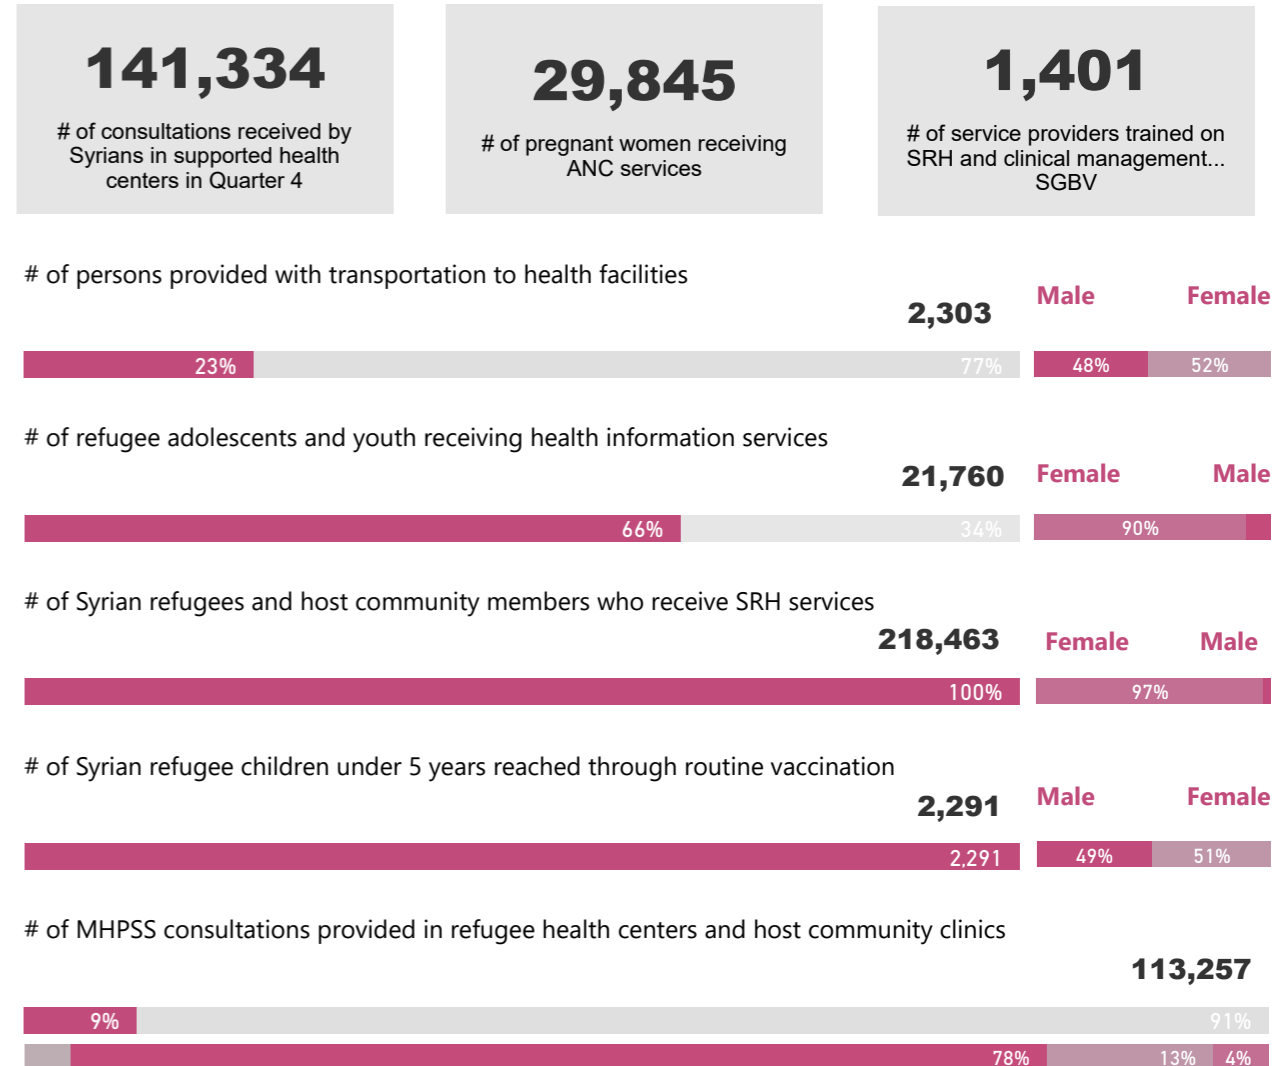 141,334
# of consultations received by
Syrians in supported health
centers in Quarter 4
29,845
# of pregnant women receiving
ANC services
1,401
# of service providers trained on
SRH and clinical management...
SGBV
# of persons provided with transportation to health facilities
2,303
Male Female
23% 77% 48% 52%
# of refugee adolescents and youth receiving health information services
21,760 Female Male
66% 34% 90%
# of Syrian refugees and host community members who receive SRH services
218,463 Female Male
100% 97%
# of Syrian refugee children under 5 years reached through routine vaccination
2,291 Male Female
2,291 49% 51%
# of MHPSS consultations provided in refugee health centers and host community clinics
113,257
9% 91%
78% 13% 4%